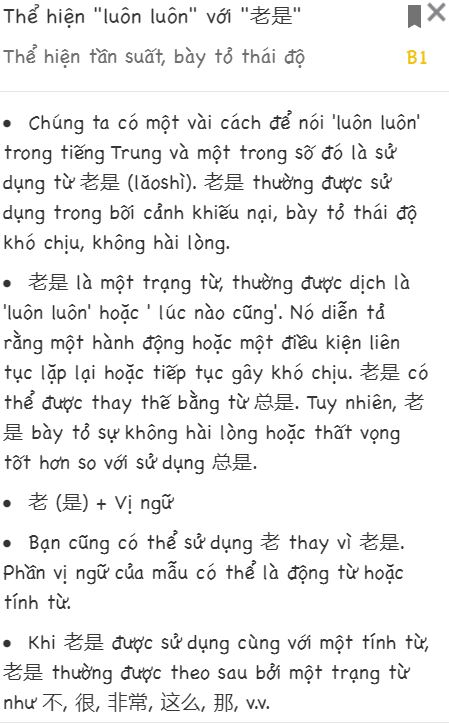 Thể hiện "luôn luôn" với "老是"
Thể hiện tần suất, bày tỏ thái độ B1
• Chúng ta có một vài cách để nói 'luôn luôn'
trong tiếng Trung và một trong số đó là sử
dụng từ 老是 (lǎoshì). 老是 thường được sử
dụng trong bối cảnh khiếu nại, bày tỏ thái độ
khó chịu, không hài lòng.
• 老是 là một trạng từ, thường được dịch là
'luôn luôn' hoặc ' lúc nào cũng'. Nó diễn tả
rằng một hành động hoặc một điều kiện liên
tục lặp lại hoặc tiếp tục gây khó chịu. 老是 có
thể được thay thế bằng từ 总是. Tuy nhiên, 老
是 bày tỏ sự không hài lòng hoặc thất vọng
tốt hơn so với sử dụng 总是.
• 老 (是) + Vị ngữ
• Bạn cũng có thể sử dụng 老 thay vì 老是.
Phần vị ngữ của mẫu có thể là động từ hoặc
tính từ.
• Khi 老是 được sử dụng cùng với một tính từ,
老是 thường được theo sau bởi một trạng từ
như 不, 很, 非常, 这么, 那, v.v.